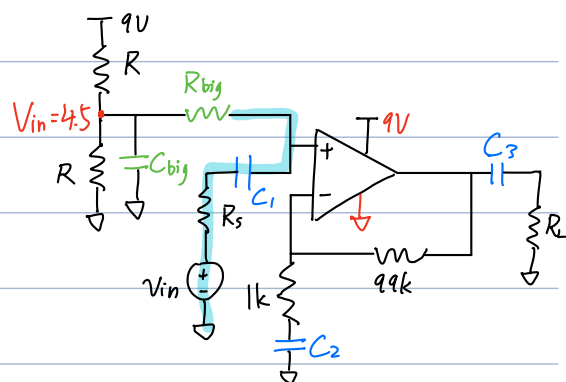 9V
R
Rbig
Vin=4.5
9V
+
C3
R
Cbig
C1
−
Rs
RL
+
−
Vin
1k
99k
C2